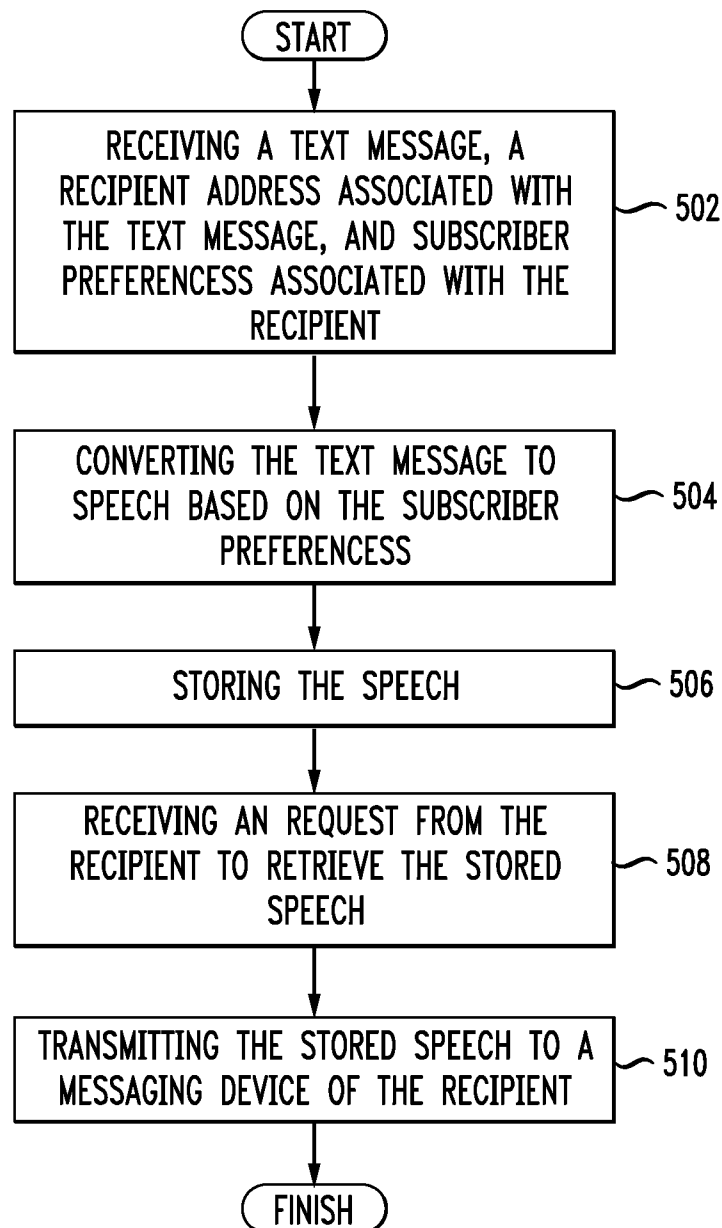 START
RECEIVING A TEXT MESSAGE, A
RECIPIENT ADDRESS ASSOCIATED WITH
THE TEXT MESSAGE, AND SUBSCRIBER
PREFERENCESS ASSOCIATED WITH THE
RECIPIENT
502
CONVERTING THE TEXT MESSAGE TO
SPEECH BASED ON THE SUBSCRIBER
PREFERENCESS
504
STORING THE SPEECH
506
RECEIVING AN REQUEST FROM THE
RECIPIENT TO RETRIEVE THE STORED
SPEECH
508
TRANSMITTING THE STORED SPEECH TO A
MESSAGING DEVICE OF THE RECIPIENT
510
FINISH